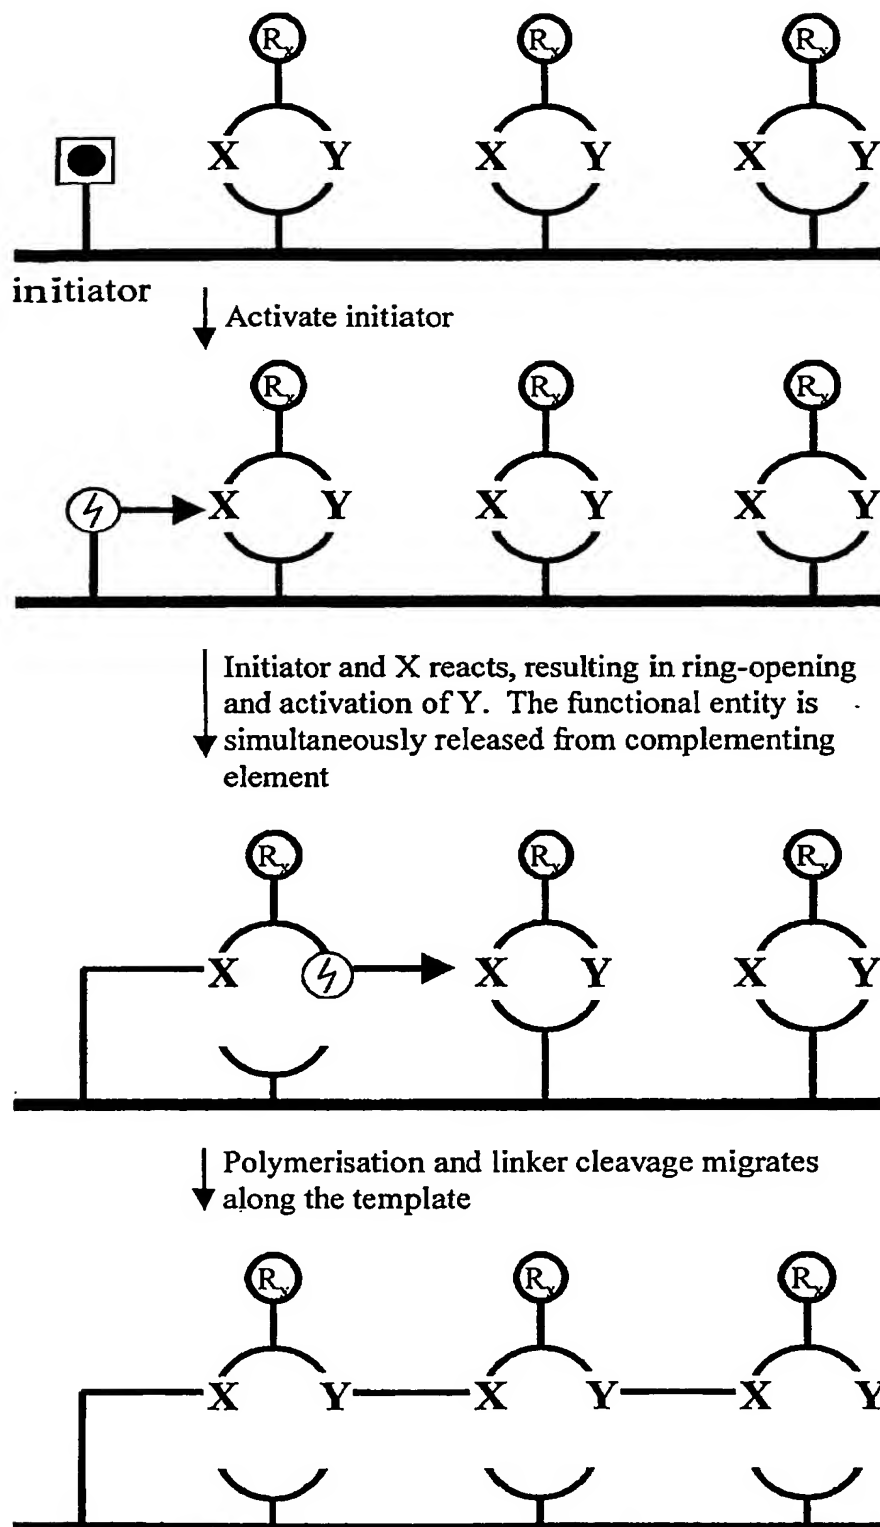 Rx Rx Rx
X Y X Y X Y
initiator
Activate initiator
Rx Rx Rx
X Y X Y X Y
Initiator and X reacts, resulting in ring-opening
and activation of Y. The functional entity is
simultaneously released from complementing
element
Rx Rx Rx
X X Y X Y
Polymerisation and linker cleavage migrates
along the template
Rx Rx Rx
X Y X Y X Y